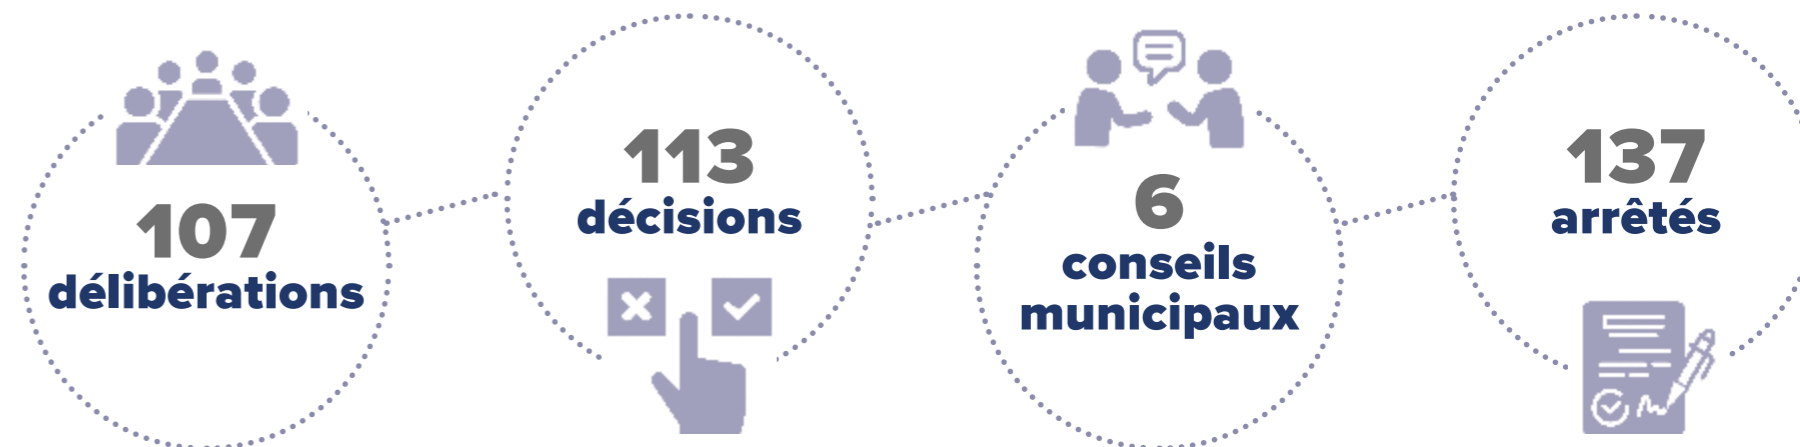 107
délibérations
113
décisions
6
conseils
municipaux
137
arrêtés